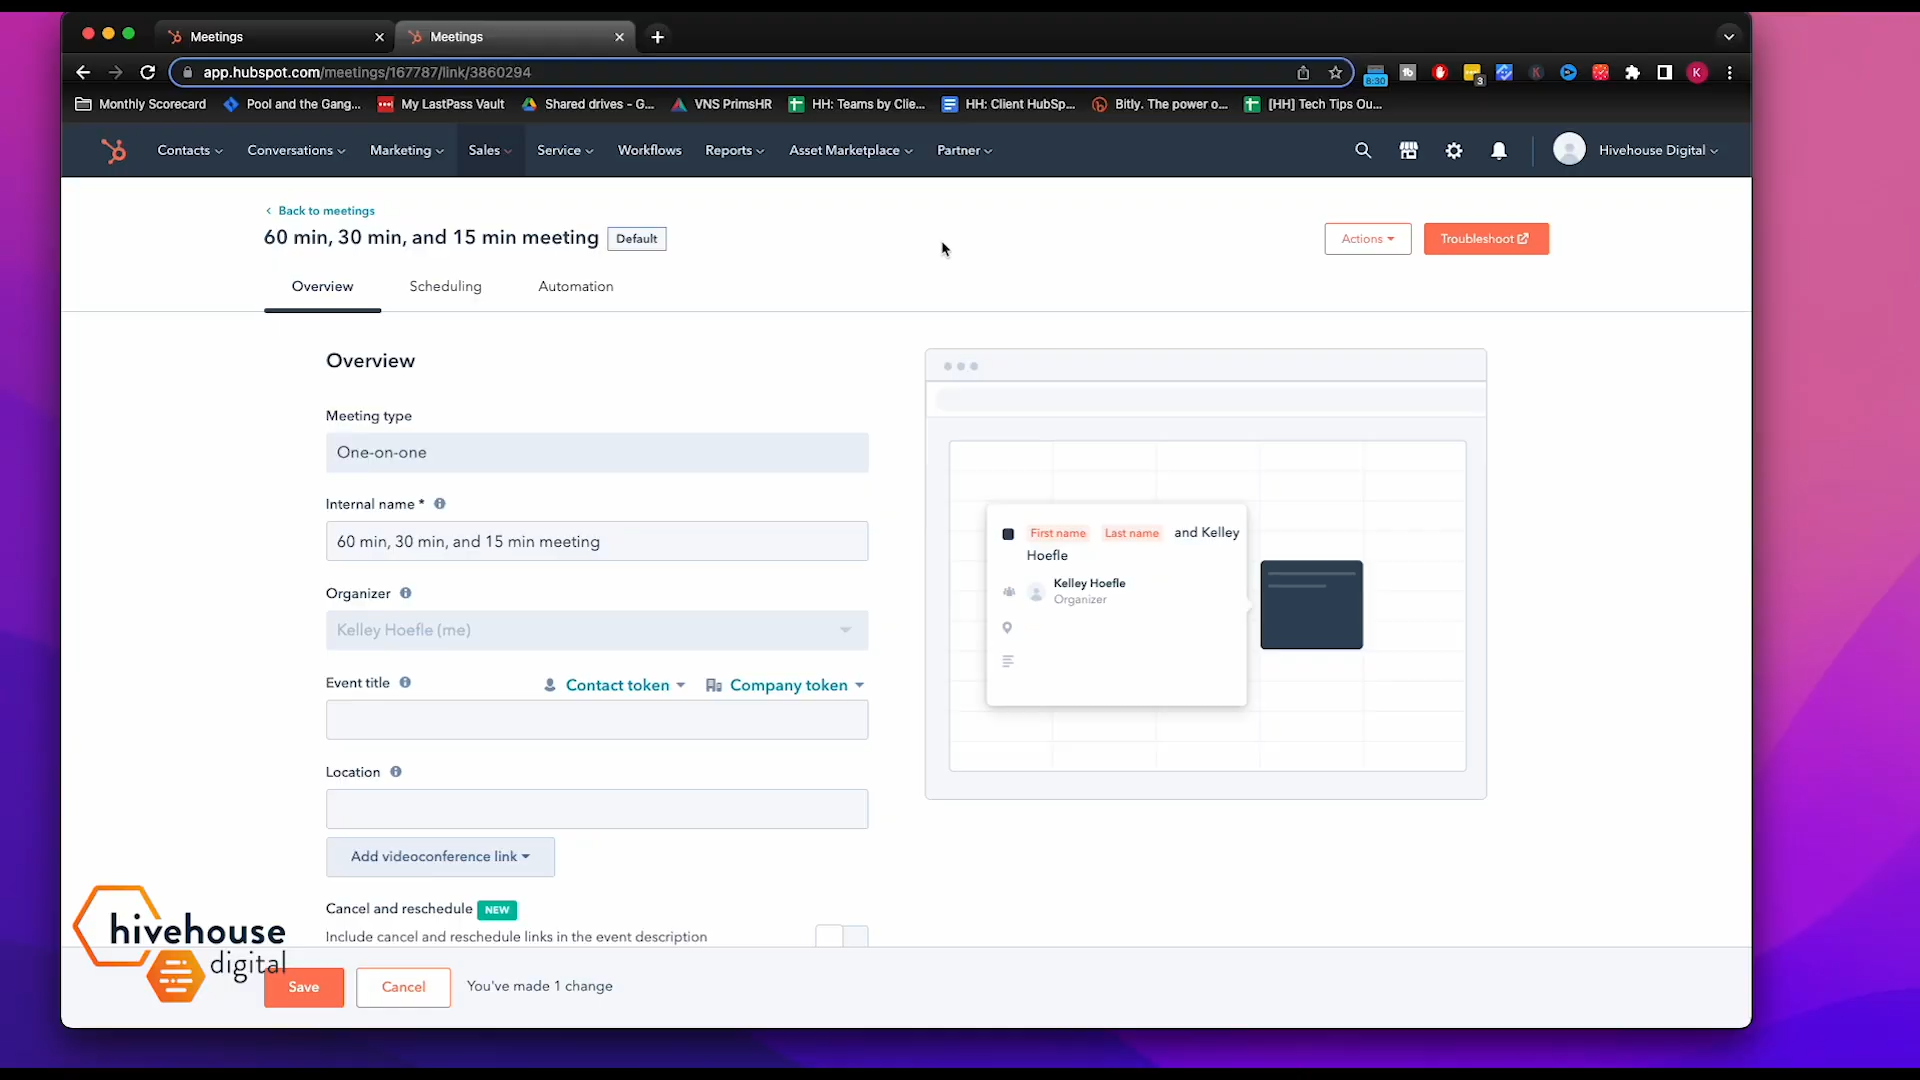 Meetings
Meetings
app.hubspot.com/meetings/167787/link/3860294
8:30
3
K
K
Monthly Scorecard
Pool and the Gang...
My LastPass Vault
Shared drives - G...
VNS PrimsHR
HH: Teams by Clie...
HH: Client HubSp...
Bitly. The power o...
[HH] Tech Tips Ou...
Contacts
Conversations
Marketing
Sales
Service
Workflows
Reports
Asset Marketplace
Partner
Hivehouse Digital
Back to meetings
60 min, 30 min, and 15 min meeting
Default
Actions
Troubleshoot
Overview
Scheduling
Automation
Overview
Meeting type
One-on-one
Internal name *
60 min, 30 min, and 15 min meeting
Organizer
Kelley Hoefle (me)
Event title
Contact token
Company token
Location
Add videoconference link
Cancel and reschedule NEW
Include cancel and reschedule links in the event description
First name Last name and Kelley
Hoefle
Kelley Hoefle
Organizer
hivehouse
digital
Save
Cancel
You've made 1 change